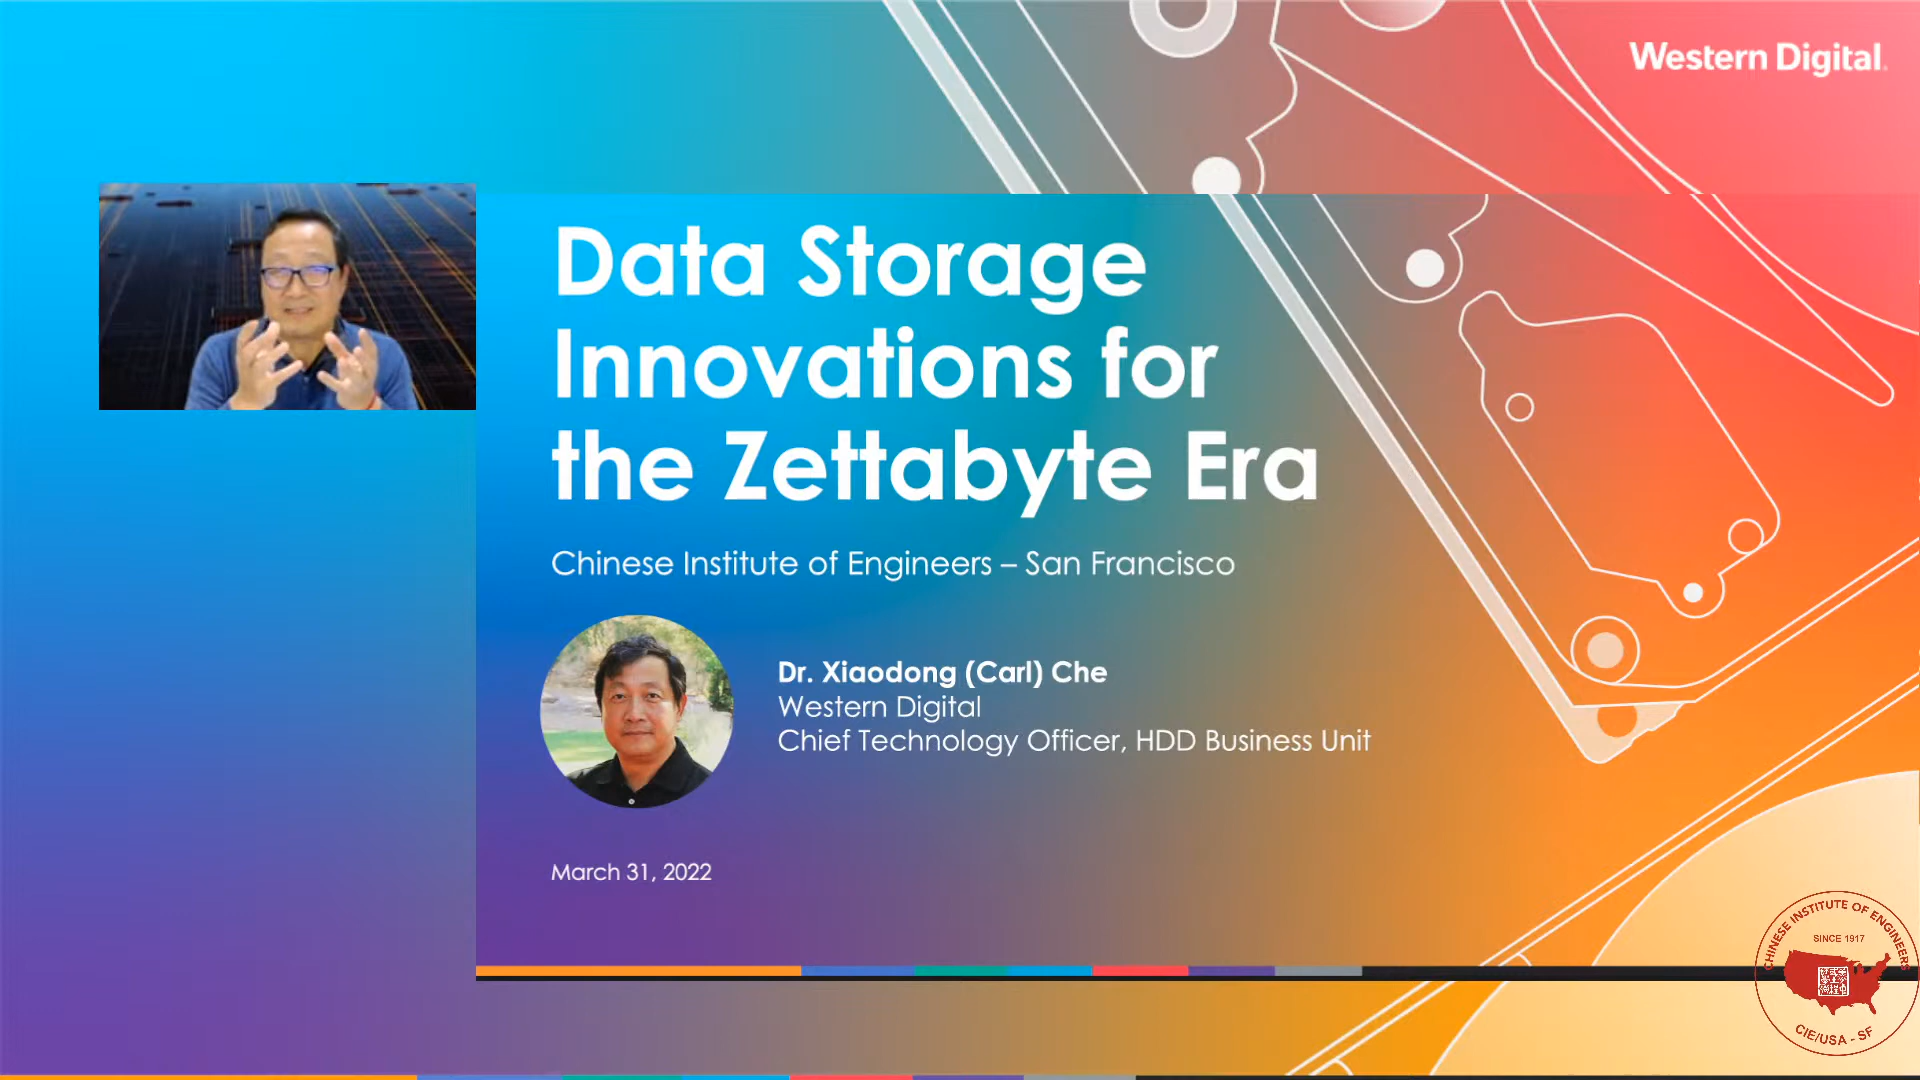 Western Digital.
Data Storage
Innovations for
the Zettabyte Era
Chinese Institute of Engineers – San Francisco
Dr. Xiaodong (Carl) Che
Western Digital
Chief Technology Officer, HDD Business Unit
March 31, 2022
CHINESE INSTITUTE OF ENGINEERS
SINCE 1917
CIE/USA - SF